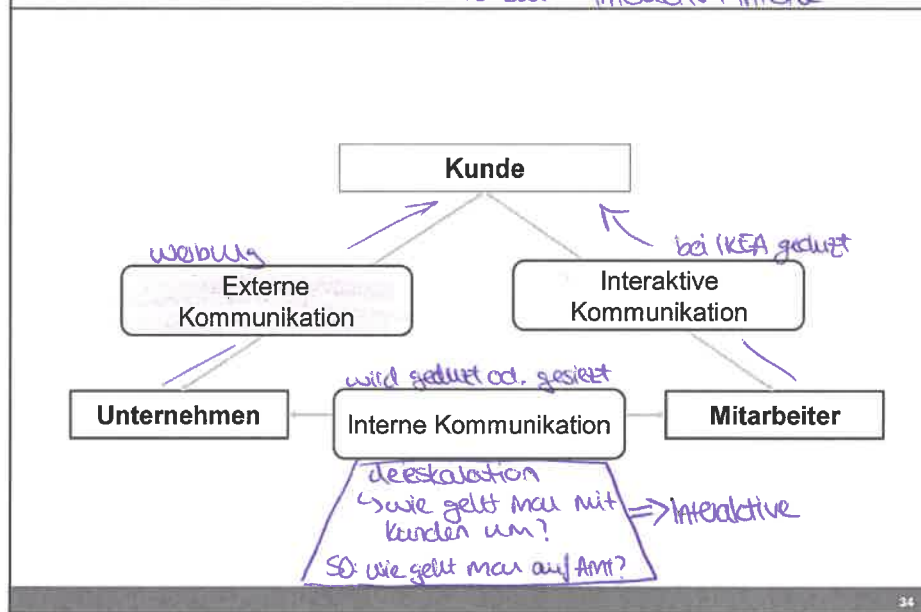 Kunde
Werbung
bei IKEA geduzt
Externe
Kommunikation
Interaktive
Kommunikation
wird geduzt od. gesiezt
Unternehmen
Interne Kommunikation
Mitarbeiter
Deeskalation
↳ wie geht man mit
Kunden um?
=> Interaktive
SO: wie geht man auf Amt?
34